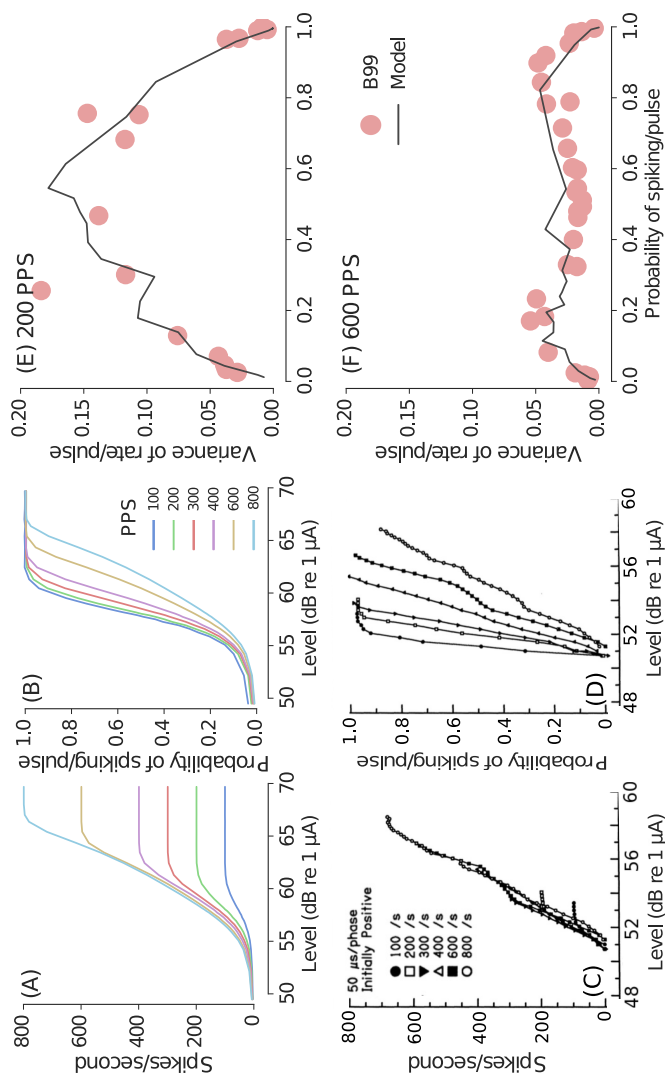 (A)
800
600
400
200
0
Spikes/second
50
55
60
65
70
Level (dB re 1 μA)
(B)
1.0
0.8
0.6
0.4
0.2
0.0
Probability of
spiking/pulse
50
55
60
65
70
Level (dB re 1 μA)
PPS
100
200
300
400
600
800
(E) 200 PPS
0.20
0.15
0.10
0.05
0.00
Variance of
rate/pulse
0.0
0.2
0.4
0.6
0.8
1.0
(C)
800
600
400
200
0
Spikes/second
50 μs/phase
Initially Positive
100 /s
200 /s
300 /s
400 /s
600 /s
800 /s
48
52
56
60
Level (dB re 1 μA)
(D)
1.0
0.8
0.6
0.4
0.2
0
Probability of
spiking/pulse
48
52
56
60
Level (dB re 1 μA)
(F) 600 PPS
0.20
0.15
0.10
0.05
0.00
Variance of
rate/pulse
B99
Model
0.0
0.2
0.4
0.6
0.8
1.0
Probability of spiking/pulse